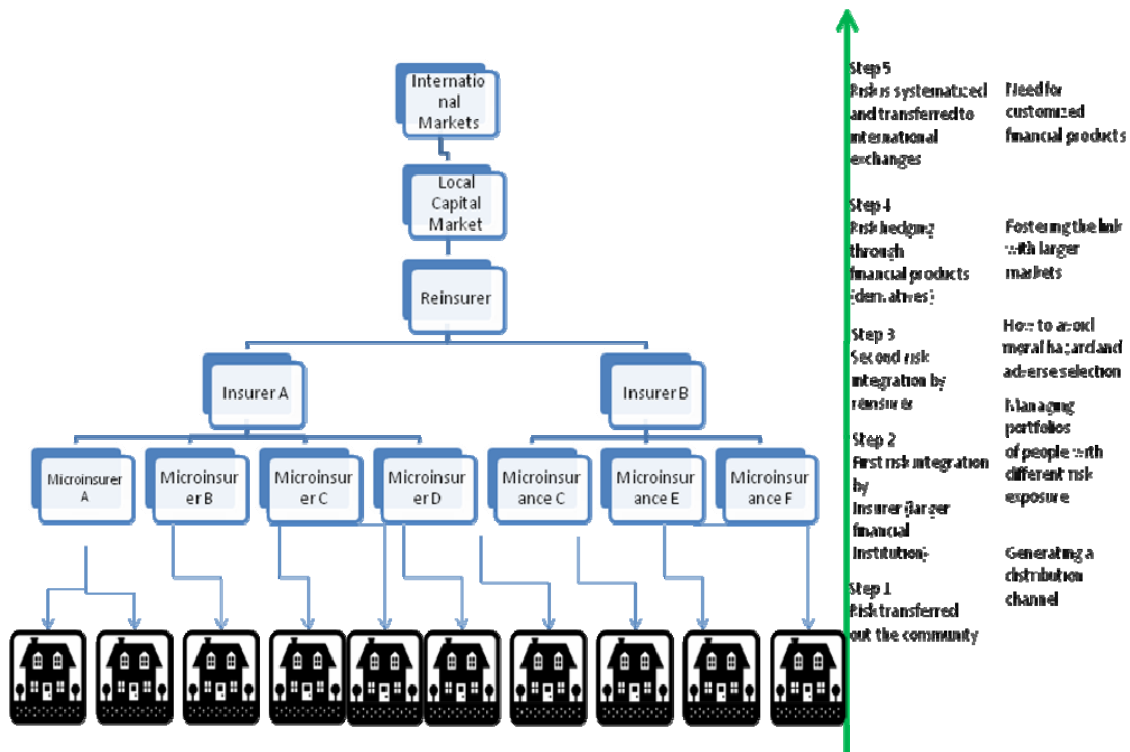 Internatio
nal
Markets
Local
Capital
Market
Reinsurer
Insurer A
Insurer B
Microinsurer
A
Microinsur
er B
Microinsur
er C
Microinsur
er D
Microinsur
ance C
Microinsur
ance E
Microinsur
ance F
Step 5
Risk is systematized
and transferred to
international
exchanges
Need for
customized
financial products
Step 4
Risk hedging
through
financial products
(derivatives)
Fostering the link
with larger
markets
Step 3
Second risk
integration by
reinsurer
How to avoid
moral hazard and
adverse selection
Step 2
First risk integration
by
Insurer (larger
financial
Institution)
Managing
portfolios
of people with
different risk
exposure
Step 1
Risk transferred
out the community
Generating a
distribution
channel